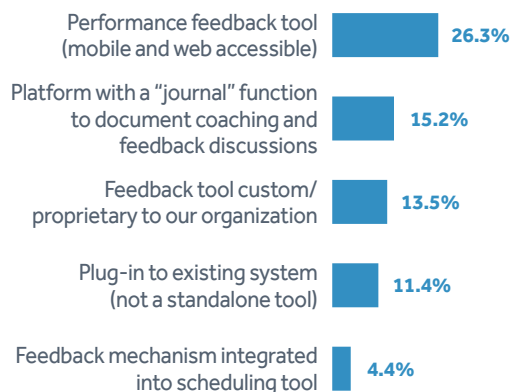 Performance feedback tool
(mobile and web accessible)
26.3%
Platform with a “journal” function
to document coaching and
feedback discussions
15.2%
Feedback tool custom/
proprietary to our organization
13.5%
Plug-in to existing system
(not a standalone tool)
11.4%
Feedback mechanism integrated
into scheduling tool
4.4%